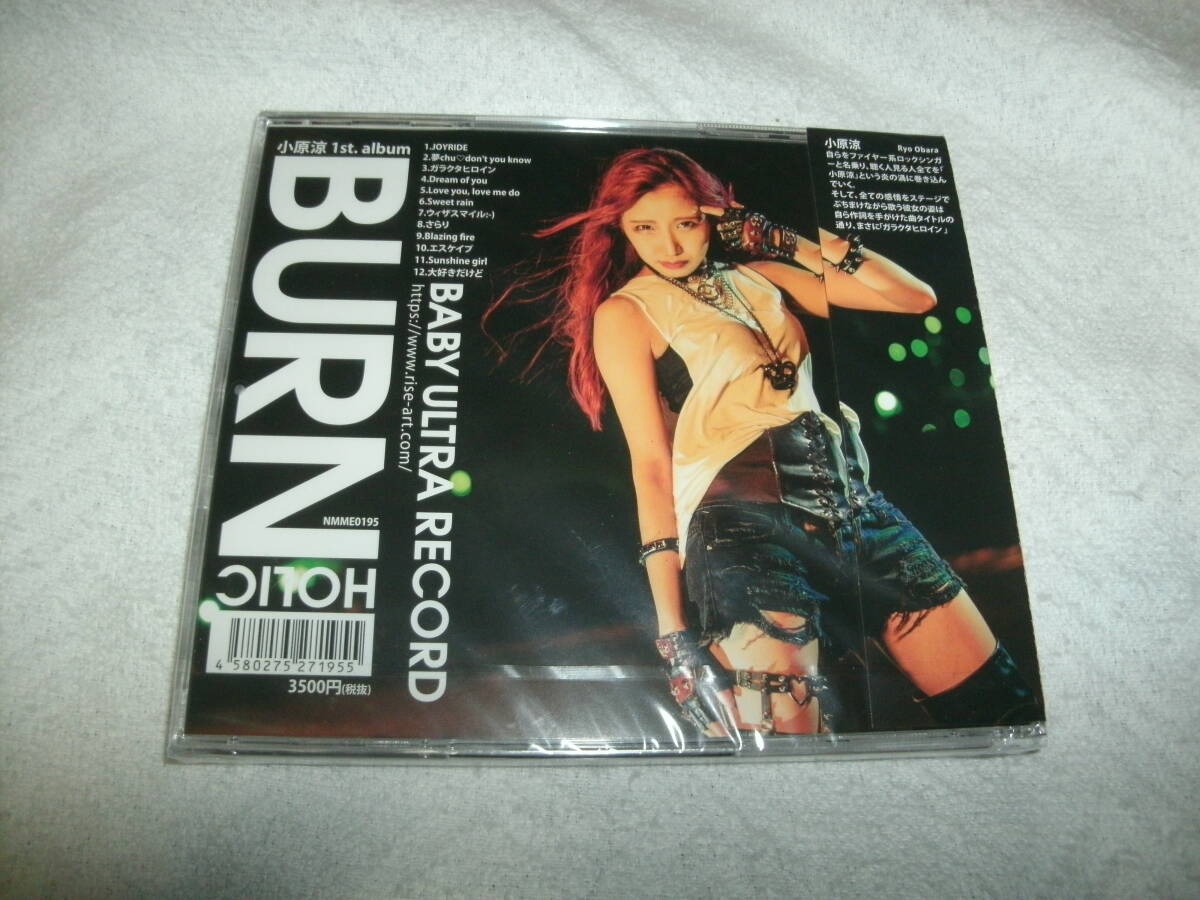 小原涼 1st. album
BURN
HOLIC
NMME0195
4 580275 271955
3500円(税抜)
1.JOYRIDE
2.夢chu♡don't you know
3.ガラクタヒロイン
4.Dream of you
5.Love you, love me do
6.Sweet rain
7.ウィザスマイル:-)
8.さらり
9.Blazing fire
10.エスケイプ
11.Sunshine girl
12.大好きだけど
BABY ULTRA RECORD
https://www.rise-art.com/
小原涼 Ryo Obara
自らをファイヤー系ロックシンガ
ーと名乗り、聴く人見る人全てを「
小原涼」という炎の渦に巻き込ん
でいく。
そして、全ての感情をステージで
ぶちまけながら歌う彼女の姿は
自ら作詞を手がけた曲タイトルの
通り、まさに「ガラクタヒロイン」